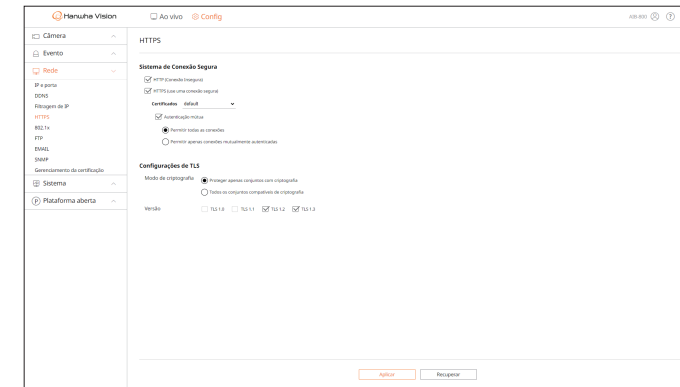 Hanwha Vision
Ao vivo
Config
Câmera
Evento
Rede
IP e porta
DDNS
Filtragem de IP
HTTPS
802.1x
FTP
EMAIL
SNMP
Gerenciamento da certificação
Sistema
Plataforma aberta
HTTPS
Sistema de Conexão Segura
HTTP (Conexão Insegura)
HTTPS (use uma conexão segura)
Certificados default
Autenticação mútua
Permitir todas as conexões
Permitir apenas conexões mutuamente autenticadas
Configurações de TLS
Modo de criptografia Proteger apenas conjuntos com criptografia
Todos os conjuntos compatíveis de criptografia
Versão TLS 1.0 TLS 1.1 TLS 1.2 TLS 1.3
Aplicar Recuperar